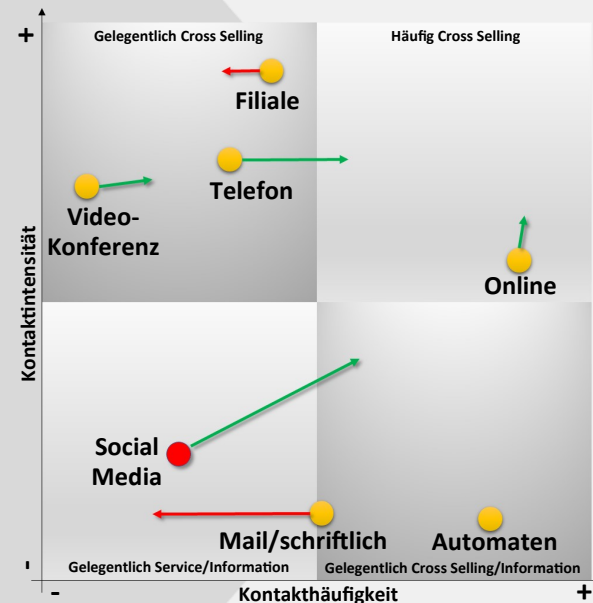 +
Gelegentlich Cross Selling
Häufig Cross Selling
Filiale
Telefon
Video-
Konferenz
Online
Kontaktintensität
Social
Media
Mail/schriftlich
Automaten
-
Gelegentlich Service/Information
Gelegentlich Cross Selling/Information
-
Kontakthäufigkeit
+